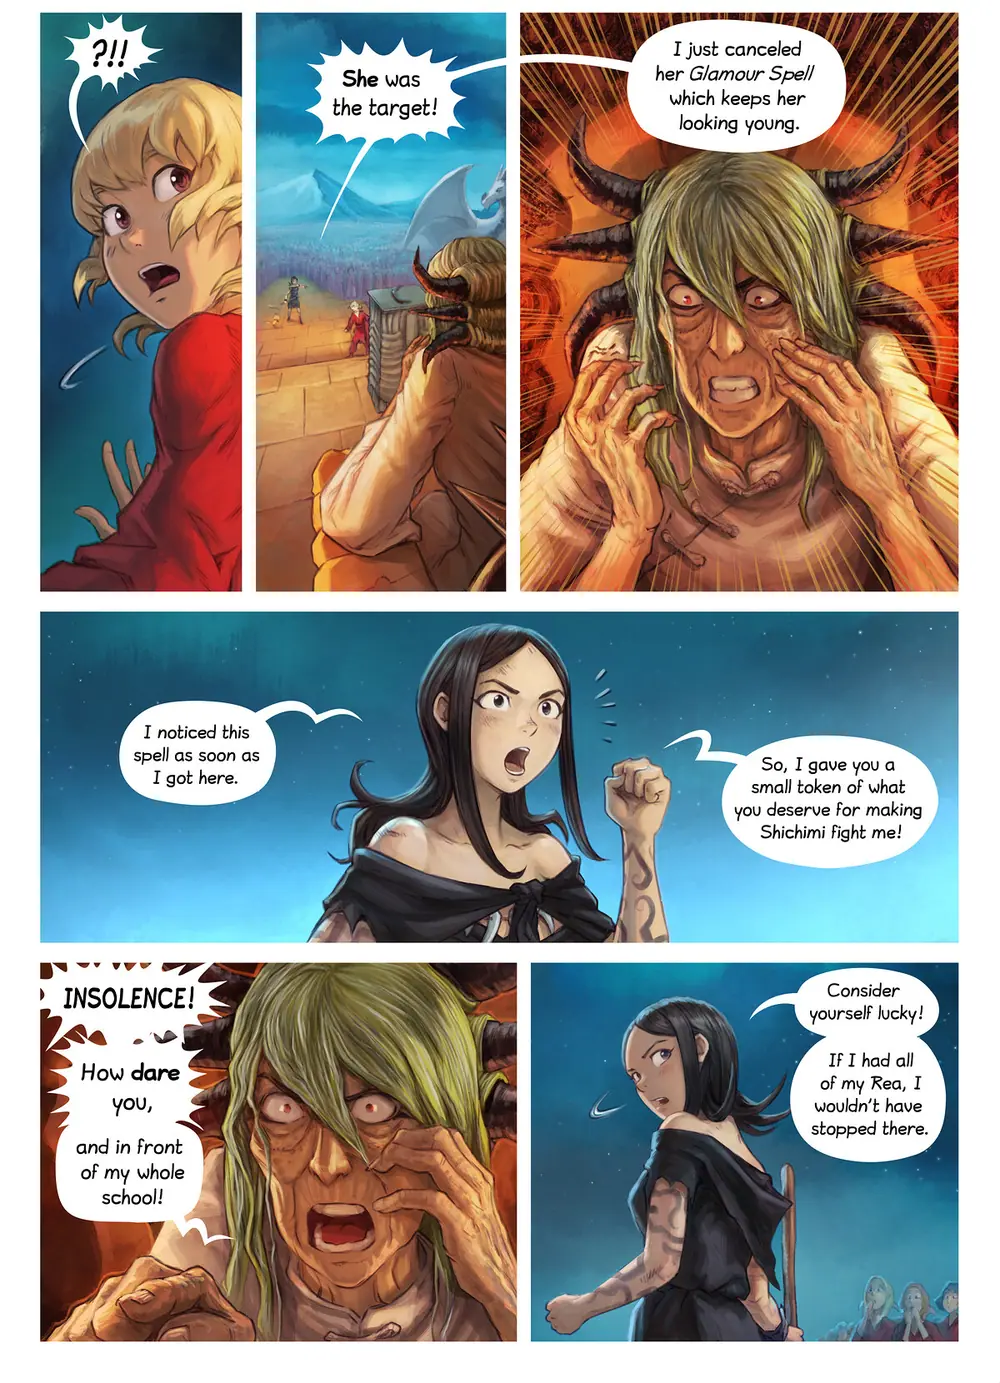 ?!!
She was
the target!
I just canceled
her Glamour Spell
which keeps her
looking young.
I noticed this
spell as soon as
I got here.
So, I gave you a
small token of what
you deserve for making
Shichimi fight me!
INSOLENCE!
How dare
you,
and in front
of my whole
school!
Consider
yourself lucky!
If I had all
of my Rea, I
wouldn't have
stopped there.